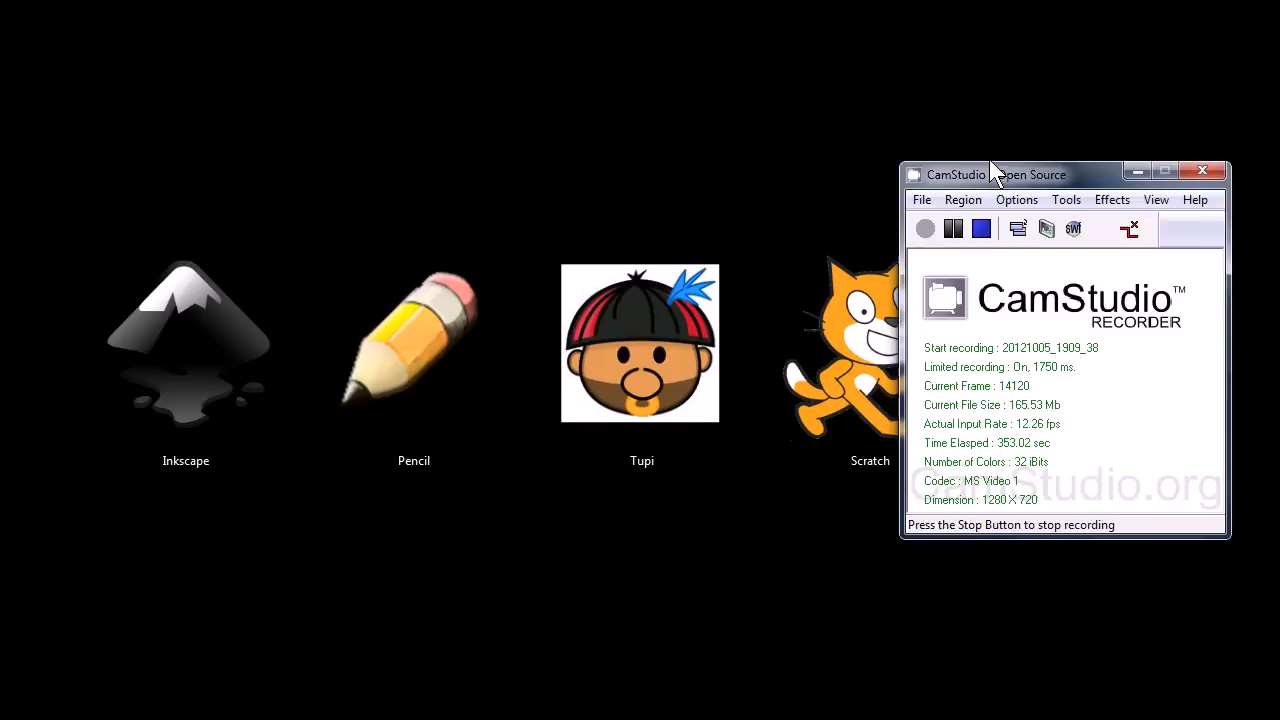 CamStudio Open Source
File Region Options Tools Effects View Help
SWF
CamStudio™
RECORDER
Start recording : 20121005_1909_38
Limited recording : On, 1750 ms.
Current Frame : 14120
Current File Size : 165.53 Mb
Actual Input Rate : 12.26 fps
Time Elasped : 353.02 sec
Number of Colors : 32 iBits
Codec : MS Video 1
Dimension : 1280 X 720
CamStudio.org
Press the Stop Button to stop recording
Inkscape
Pencil
Tupi
Scratch